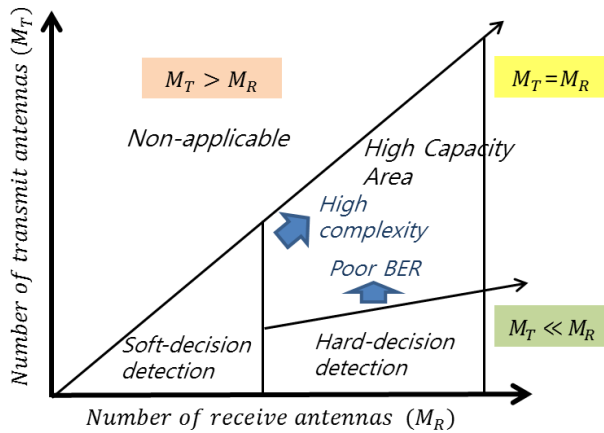 Number of transmit antennas (M_T)
M_T > M_R
M_T = M_R
Non-applicable
High Capacity
Area
High
complexity
Poor BER
Soft-decision
detection
Hard-decision
detection
M_T ≪ M_R
Number of receive antennas (M_R)